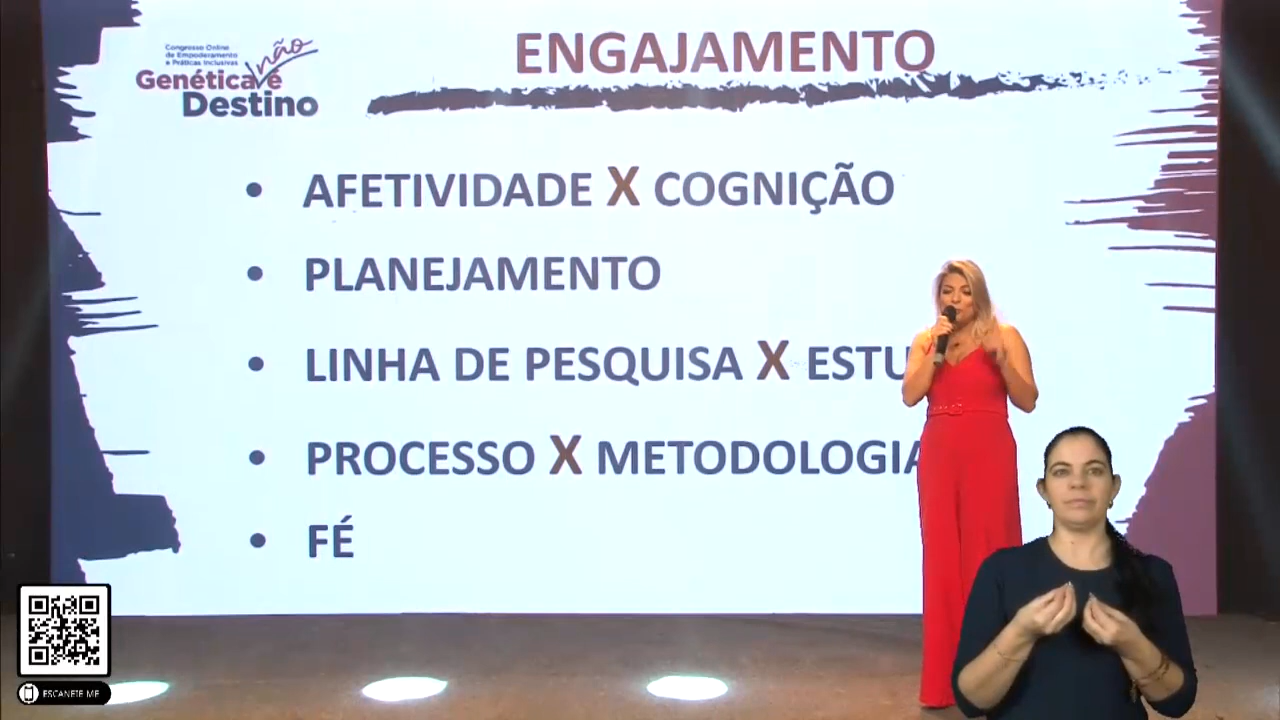 Congresso Online
de Empoderamento
e Práticas Inclusivas
não
Genética é
Destino
ENGAJAMENTO
• AFETIVIDADE X COGNIÇÃO
• PLANEJAMENTO
• LINHA DE PESQUISA X ESTU
• PROCESSO X METODOLOGIA
• FÉ
ESCANEIE ME